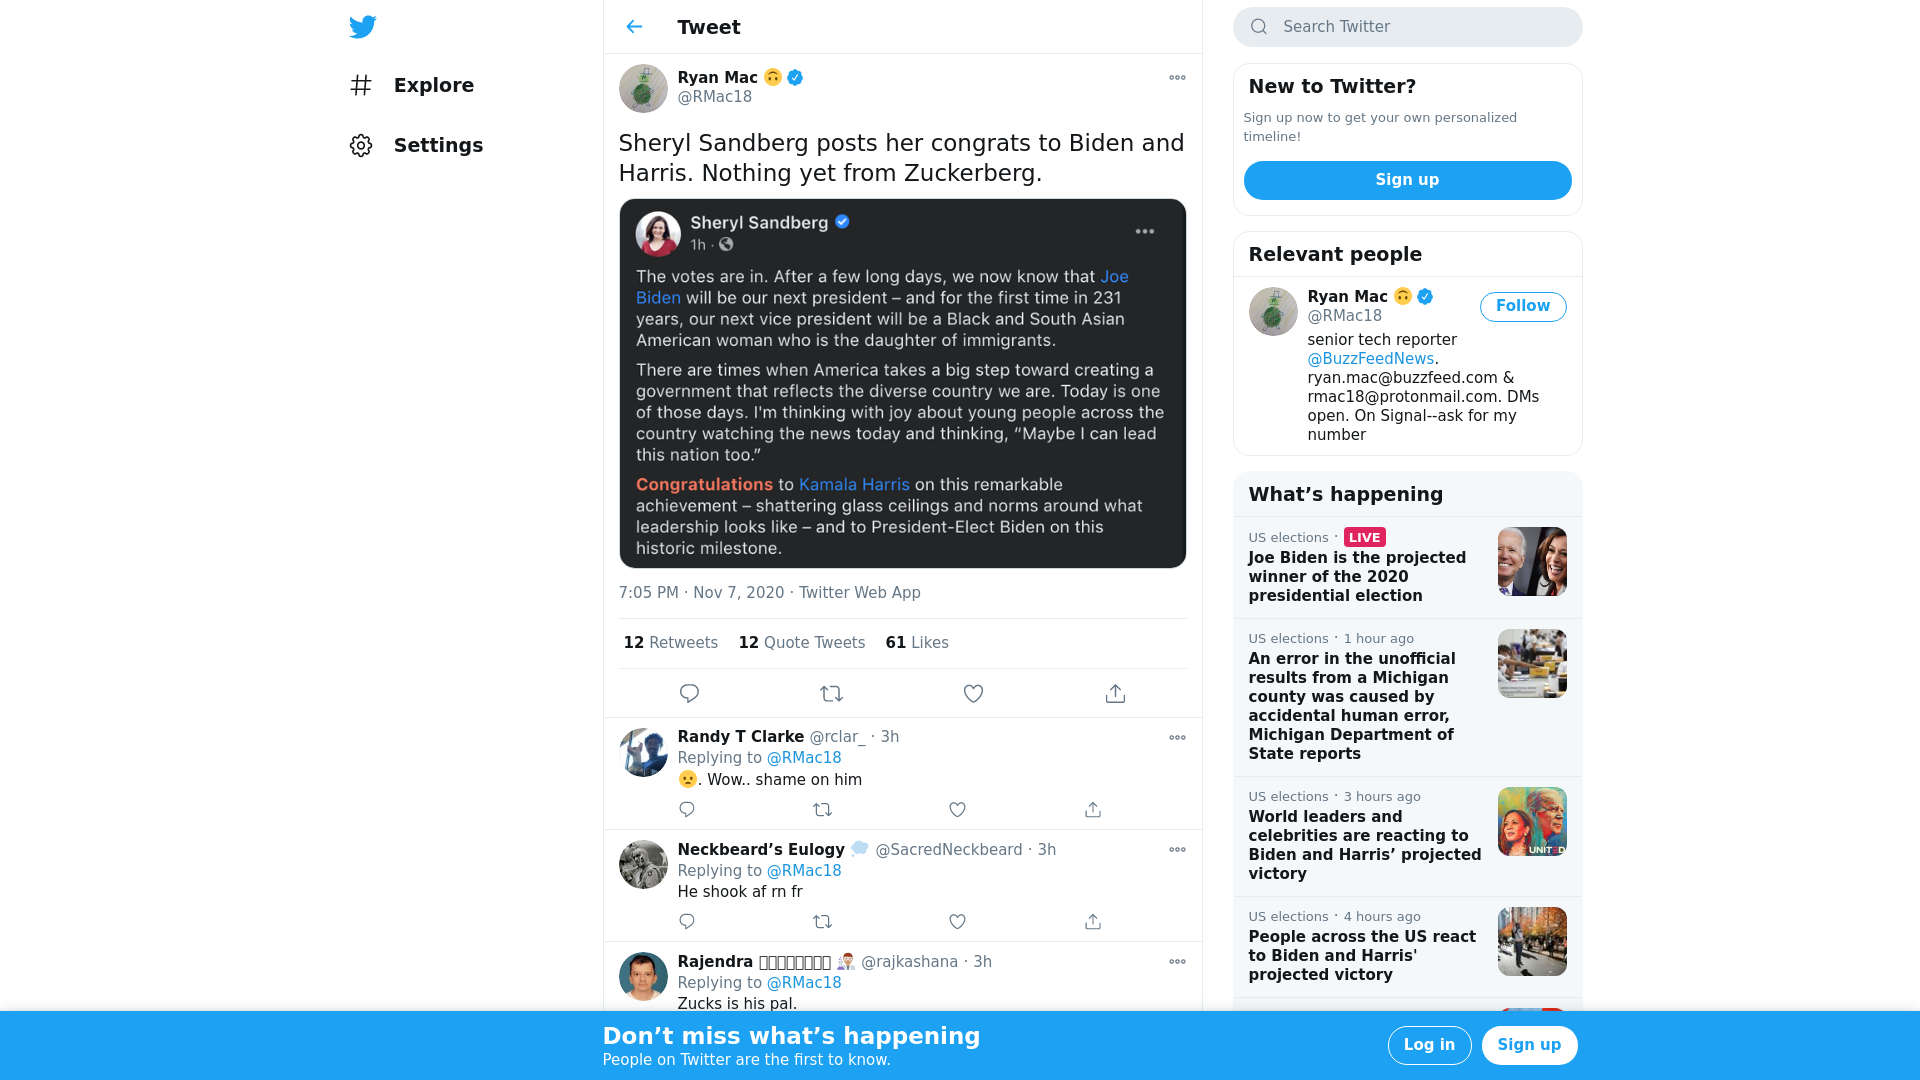 Explore
Settings
Tweet
Ryan Mac
@RMac18
Sheryl Sandberg posts her congrats to Biden and
Harris. Nothing yet from Zuckerberg.
Sheryl Sandberg
1h ·
The votes are in. After a few long days, we now know that Joe
Biden will be our next president – and for the first time in 231
years, our next vice president will be a Black and South Asian
American woman who is the daughter of immigrants.
There are times when America takes a big step toward creating a
government that reflects the diverse country we are. Today is one
of those days. I'm thinking with joy about young people across the
country watching the news today and thinking, “Maybe I can lead
this nation too.”
Congratulations to Kamala Harris on this remarkable
achievement – shattering glass ceilings and norms around what
leadership looks like – and to President-Elect Biden on this
historic milestone.
7:05 PM · Nov 7, 2020 · Twitter Web App
12 Retweets 12 Quote Tweets 61 Likes
Randy T Clarke @rclar_ · 3h
Replying to @RMac18
😟. Wow.. shame on him
Neckbeard’s Eulogy 💭 @SacredNeckbeard · 3h
Replying to @RMac18
He shook af rn fr
Rajendra @rajkashana · 3h
Replying to @RMac18
Zucks is his pal.
Search Twitter
New to Twitter?
Sign up now to get your own personalized
timeline!
Sign up
Relevant people
Ryan Mac
@RMac18
Follow
senior tech reporter
@BuzzFeedNews.
ryan.mac@buzzfeed.com &
rmac18@protonmail.com. DMs
open. On Signal--ask for my
number
What’s happening
US elections · LIVE
Joe Biden is the projected
winner of the 2020
presidential election
US elections · 1 hour ago
An error in the unofficial
results from a Michigan
county was caused by
accidental human error,
Michigan Department of
State reports
US elections · 3 hours ago
World leaders and
celebrities are reacting to
Biden and Harris’ projected
victory
UNITED
US elections · 4 hours ago
People across the US react
to Biden and Harris'
projected victory
Don’t miss what’s happening
People on Twitter are the first to know.
Log in
Sign up